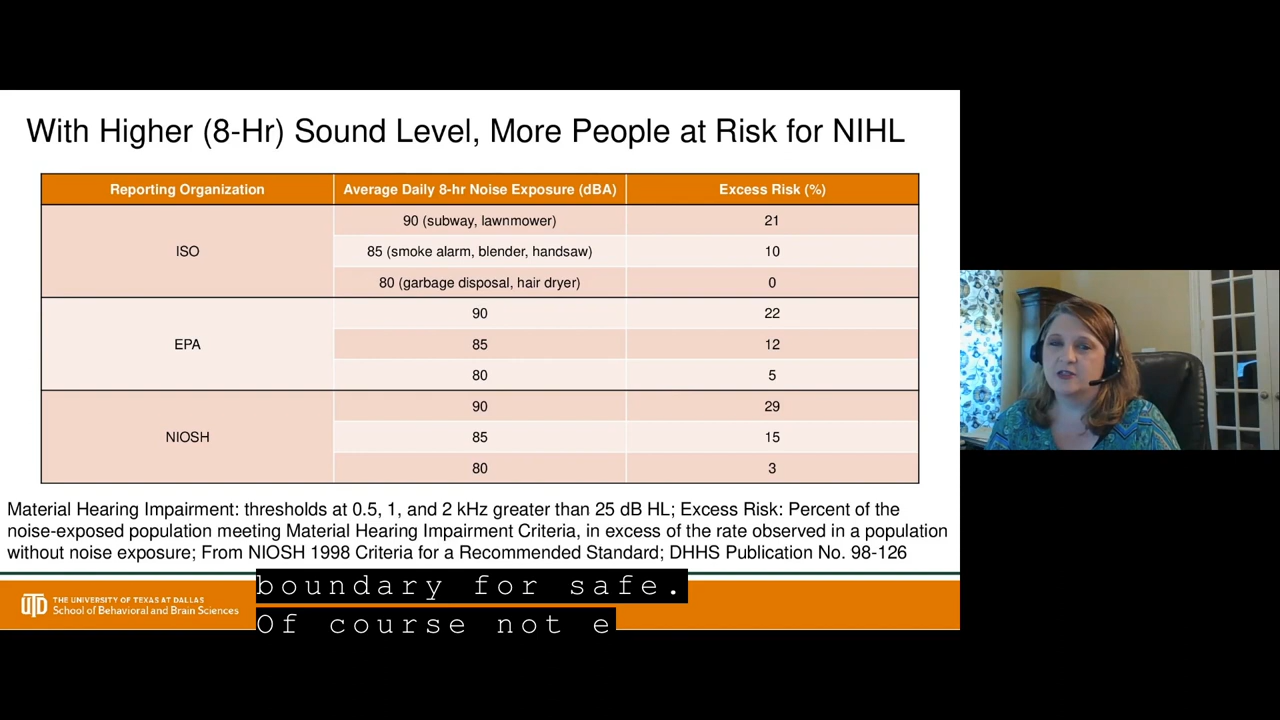 With Higher (8-Hr) Sound Level, More People at Risk for NIHL
Reporting Organization Average Daily 8-hr Noise Exposure (dBA) Excess Risk (%)
ISO
90 (subway, lawnmower) 21
85 (smoke alarm, blender, handsaw) 10
80 (garbage disposal, hair dryer) 0
EPA
90 22
85 12
80 5
NIOSH
90 29
85 15
80 3
Material Hearing Impairment: thresholds at 0.5, 1, and 2 kHz greater than 25 dB HL; Excess Risk: Percent of the
noise-exposed population meeting Material Hearing Impairment Criteria, in excess of the rate observed in a population
without noise exposure; From NIOSH 1998 Criteria for a Recommended Standard; DHHS Publication No. 98-126
UTD
THE UNIVERSITY OF TEXAS AT DALLAS
School of Behavioral and Brain Sciences
boundary for safe.
Of course not e